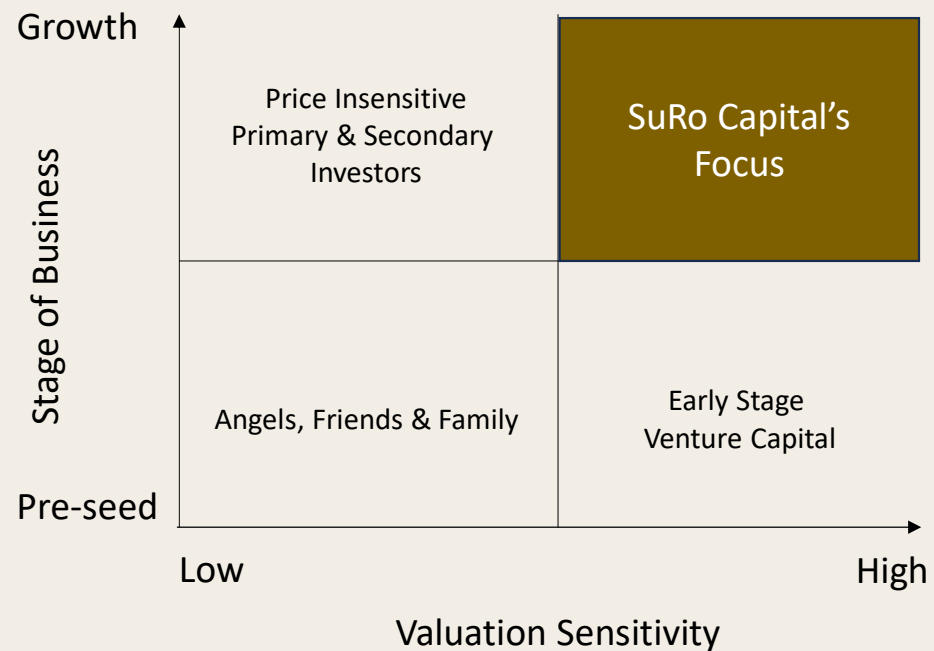 Growth
Price Insensitive
Primary & Secondary
Investors
SuRo Capital's
Focus
Stage of Business
Angels, Friends & Family
Early Stage
Venture Capital
Pre-seed
Low
High
Valuation Sensitivity